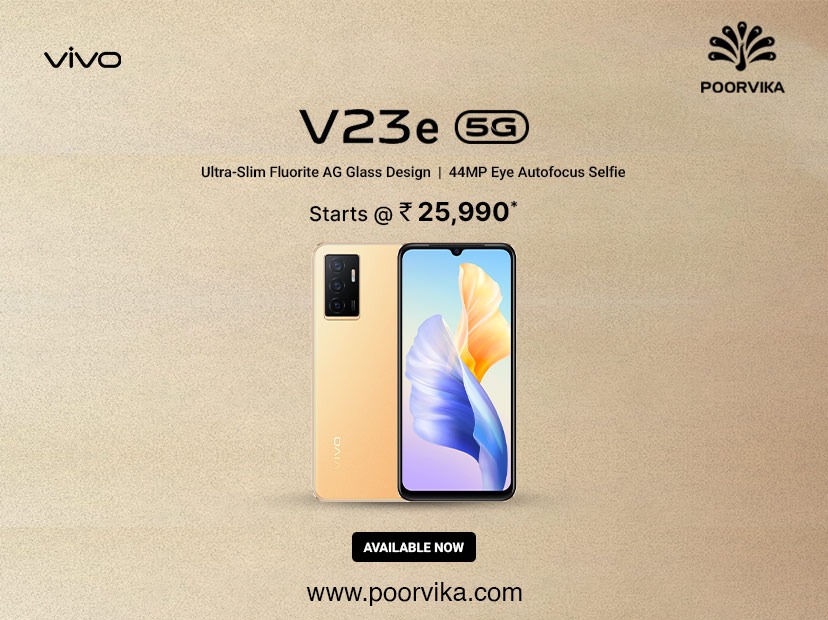 vivo
POORVIKA
V23e 5G
Ultra-Slim Fluorite AG Glass Design | 44MP Eye Autofocus Selfie
Starts @ ₹ 25,990*
vivo
AVAILABLE NOW
www.poorvika.com